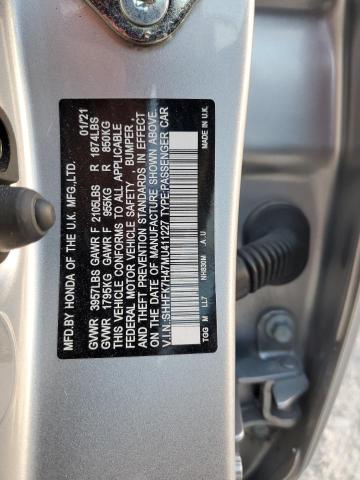 MFD.BY HONDA OF THE U.K. MFG.,LTD. 01/21
GVWR 3957LBS GAWR F 2105LBS R 1874LBS
GVWR 1795KG GAWR F 955KG R 850KG
THIS VEHICLE CONFORMS TO ALL APPLICABLE
FEDERAL MOTOR VEHICLE SAFETY, BUMPER,
AND THEFT PREVENTION STANDARDS IN EFFECT
ON THE DATE OF MANUFACTURE SHOWN ABOVE.
V.I.N.:SHHFK7H47MU411227 TYPE:PASSENGER CAR
MADE IN U.K.
TGG M LL7 NH830M A U